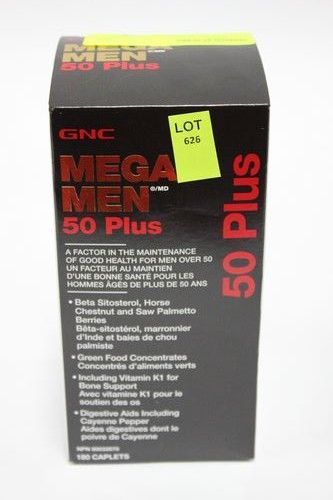 MEGA
MEN ®/MD
50 Plus
GNC
LOT
626
MEGA
MEN ®/MD
50 Plus
50 Plus
A FACTOR IN THE MAINTENANCE
OF GOOD HEALTH FOR MEN OVER 50
UN FACTEUR AU MAINTIEN
D'UNE BONNE SANTÉ POUR LES
HOMMES ÂGÉS DE PLUS DE 50 ANS
• Beta Sitosterol, Horse
Chestnut and Saw Palmetto
Berries
Bêta-sitostérol, marronnier
d'Inde et baies de chou
palmiste
• Green Food Concentrates
Concentrés d'aliments verts
• Including Vitamin K1 for
Bone Support
Avec vitamine K1 pour le
soutien des os
• Digestive Aids Including
Cayenne Pepper
Aides digestives dont le
poivre de Cayenne
NPN
180 CAPLETS